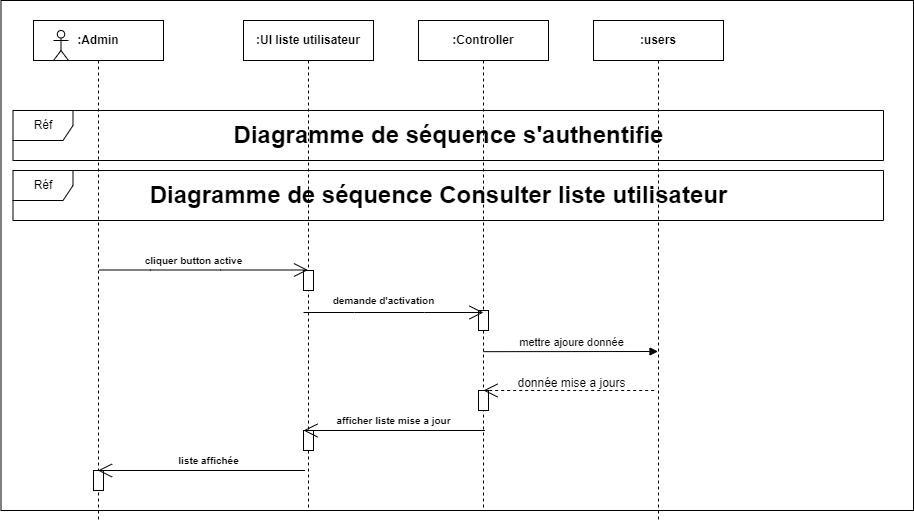 :Admin
:UI liste utilisateur
:Controller
:users
Réf
Diagramme de séquence s'authentifie
Réf
Diagramme de séquence Consulter liste utilisateur
cliquer button active
demande d'activation
mettre ajoure donnée
donnée mise a jours
afficher liste mise a jour
liste affichée